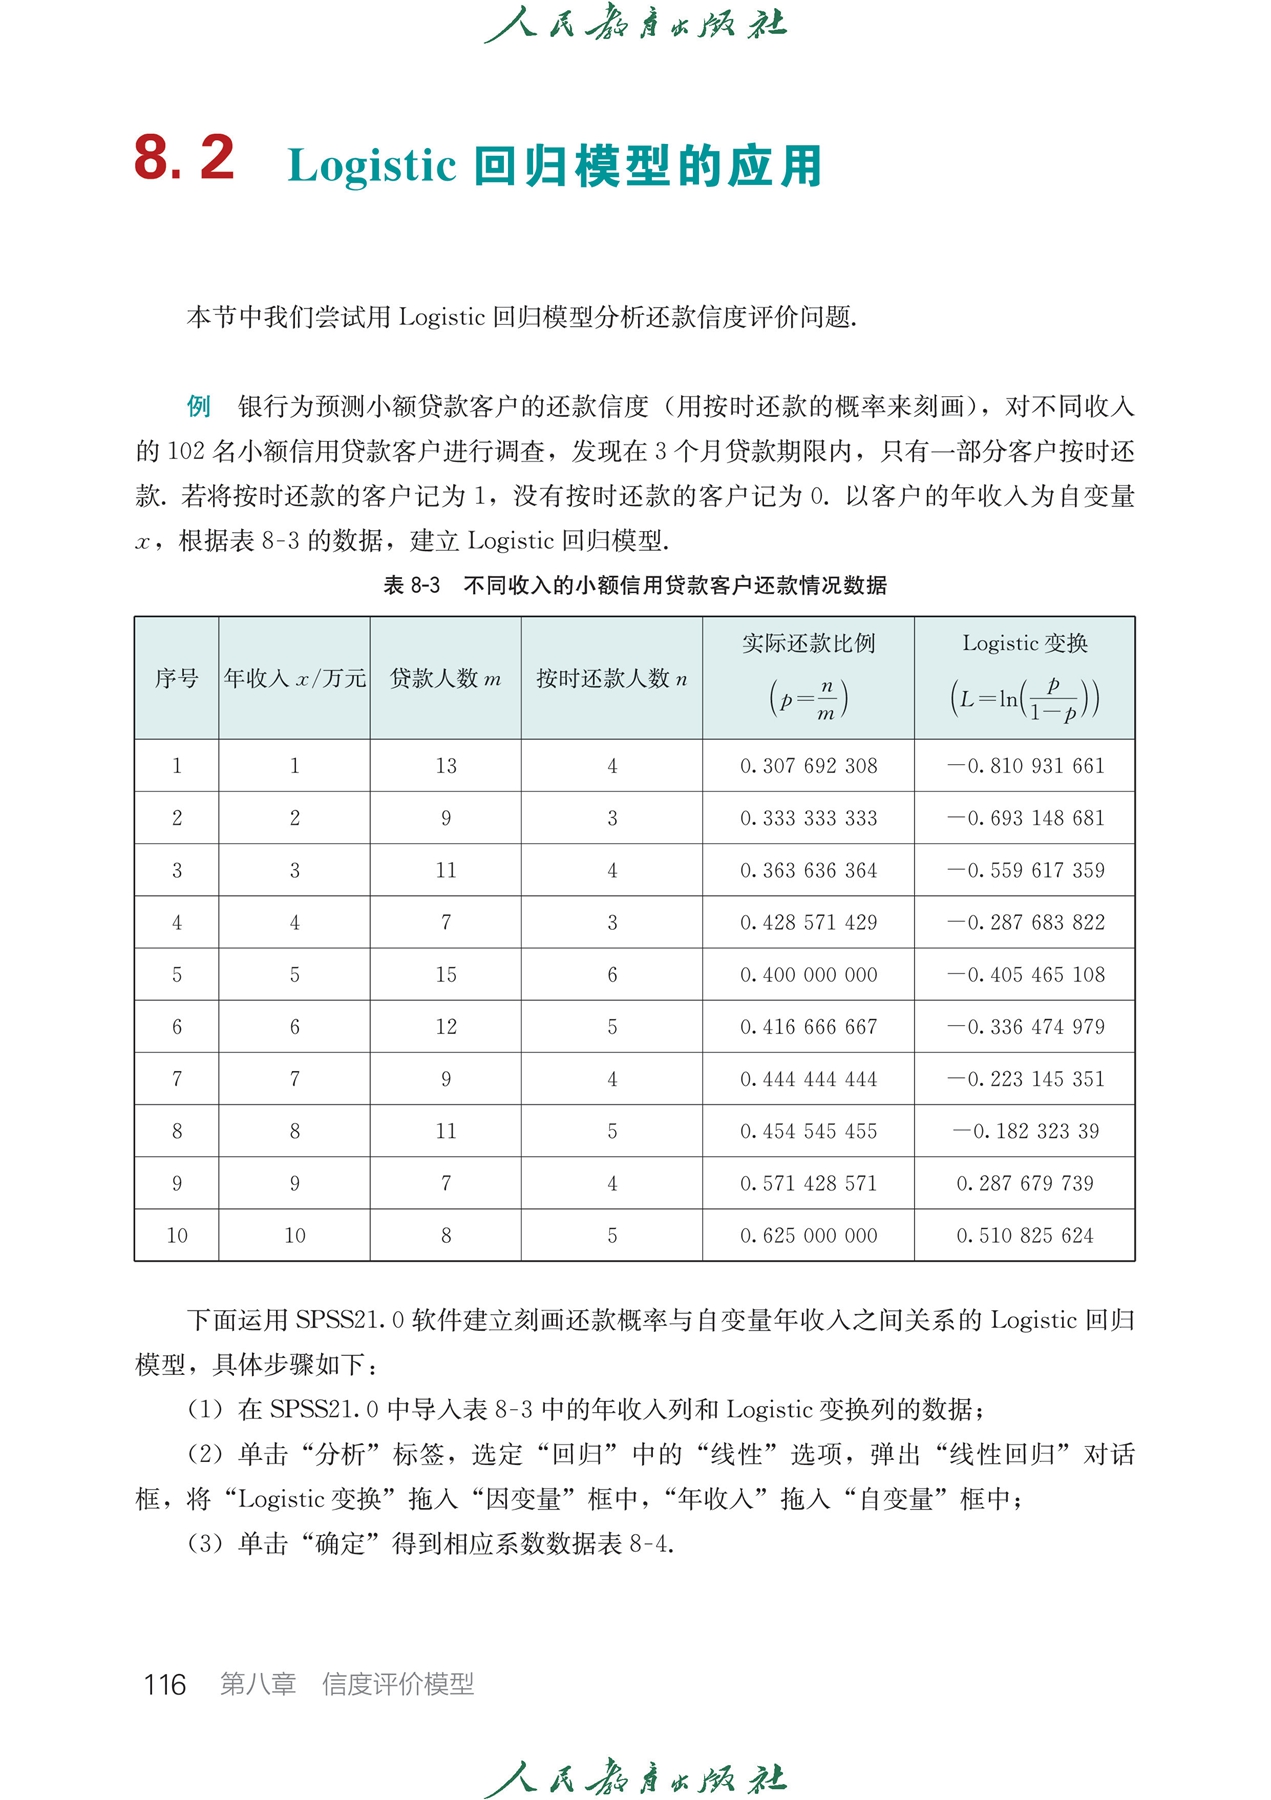 人民教育出版社
8.2 Logistic 回归模型的应用
本节中我们尝试用 Logistic 回归模型分析还款信度评价问题.
例 银行为预测小额贷款客户的还款信度（用按时还款的概率来刻画），对不同收入
的 102 名小额信用贷款客户进行调查，发现在 3 个月贷款期限内，只有一部分客户按时还
款. 若将按时还款的客户记为 1，没有按时还款的客户记为 0. 以客户的年收入为自变量
x，根据表 8-3 的数据，建立 Logistic 回归模型.
表 8-3 不同收入的小额信用贷款客户还款情况数据
序号 年收入 x/万元 贷款人数 m 按时还款人数 n 实际还款比例 (p=n/m) Logistic 变换 (L=ln(p/(1-p)))
1 1 13 4 0.307 692 308 -0.810 931 661
2 2 9 3 0.333 333 333 -0.693 148 681
3 3 11 4 0.363 636 364 -0.559 617 359
4 4 7 3 0.428 571 429 -0.287 683 822
5 5 15 6 0.400 000 000 -0.405 465 108
6 6 12 5 0.416 666 667 -0.336 474 979
7 7 9 4 0.444 444 444 -0.223 145 351
8 8 11 5 0.454 545 455 -0.182 323 39
9 9 7 4 0.571 428 571 0.287 679 739
10 10 8 5 0.625 000 000 0.510 825 624
下面运用 SPSS21.0 软件建立刻画还款概率与自变量年收入之间关系的 Logistic 回归
模型，具体步骤如下：
（1）在 SPSS21.0 中导入表 8-3 中的年收入列和 Logistic 变换列的数据；
（2）单击“分析”标签，选定“回归”中的“线性”选项，弹出“线性回归”对话
框，将“Logistic 变换”拖入“因变量”框中，“年收入”拖入“自变量”框中；
（3）单击“确定”得到相应系数数据表 8-4.
116 第八章 信度评价模型
人民教育出版社